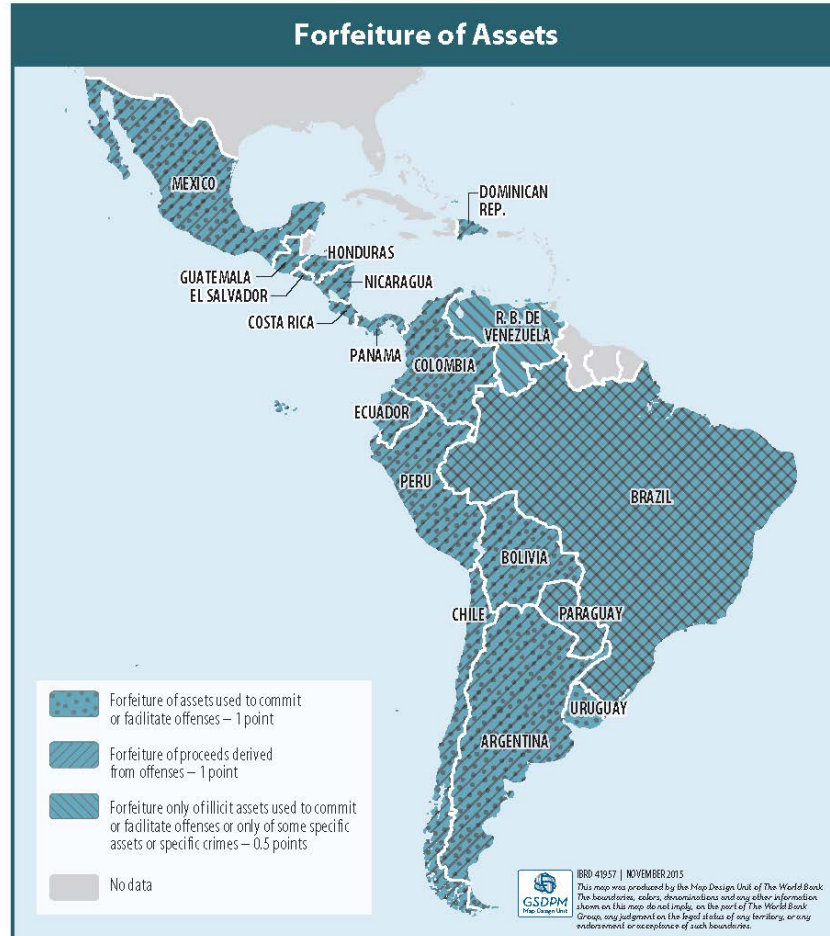 Forfeiture of Assets
MEXICO
DOMINICAN
REP.
HONDURAS
GUATEMALA
NICARAGUA
EL SALVADOR
COSTA RICA
R. B. DE
VENEZUELA
PANAMA
COLOMBIA
ECUADOR
PERU
BRAZIL
BOLIVIA
CHILE
PARAGUAY
URUGUAY
ARGENTINA
Forfeiture of assets used to commit
or facilitate offenses – 1 point
Forfeiture of proceeds derived
from offenses – 1 point
Forfeiture only of illicit assets used to commit
or facilitate offenses or only of some specific
assets or specific crimes – 0.5 points
No data
GSDPM
Map Design Unit
IBRD 41957 | NOVEMBER 2015
This map was produced by the Map Design Unit of The World Bank.
The boundaries, colors, denominations and any other information
shown on this map do not imply, on the part of The World Bank
Group, any judgment on the legal status of any territory, or any
endorsement or acceptance of such boundaries.